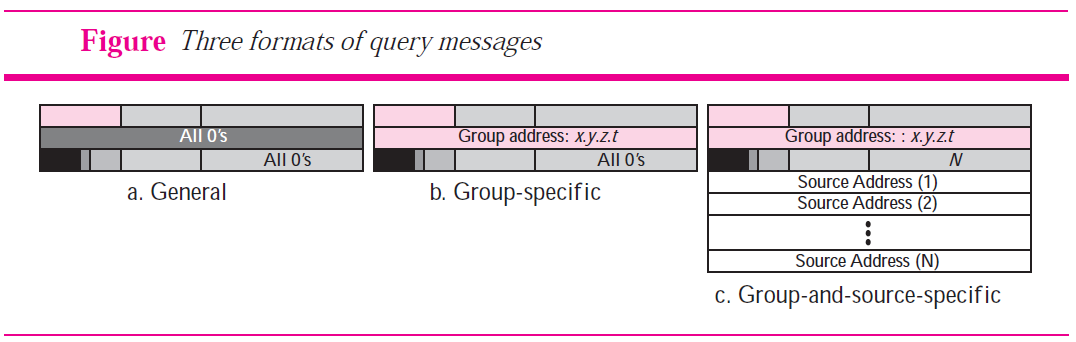 Figure Three formats of query messages
All 0's
All 0's
a. General
Group address: x.y.z.t
All 0's
b. Group-specific
Group address: : x.y.z.t
N
Source Address (1)
Source Address (2)
Source Address (N)
c. Group-and-source-specific